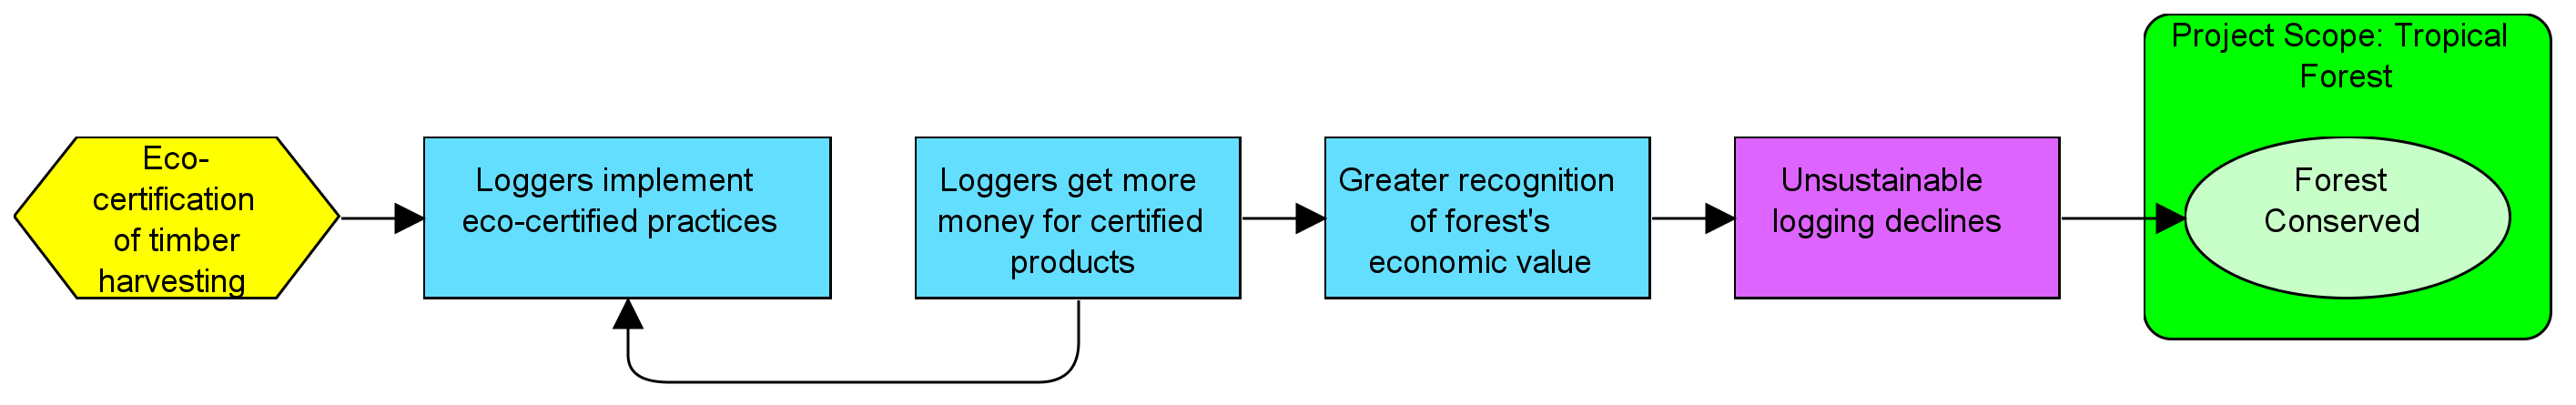 Eco-
certification
of timber
harvesting
Loggers implement
eco-certified practices
Loggers get more
money for certified
products
Greater recognition
of forest's
economic value
Unsustainable
logging declines
Project Scope: Tropical
Forest
Forest
Conserved